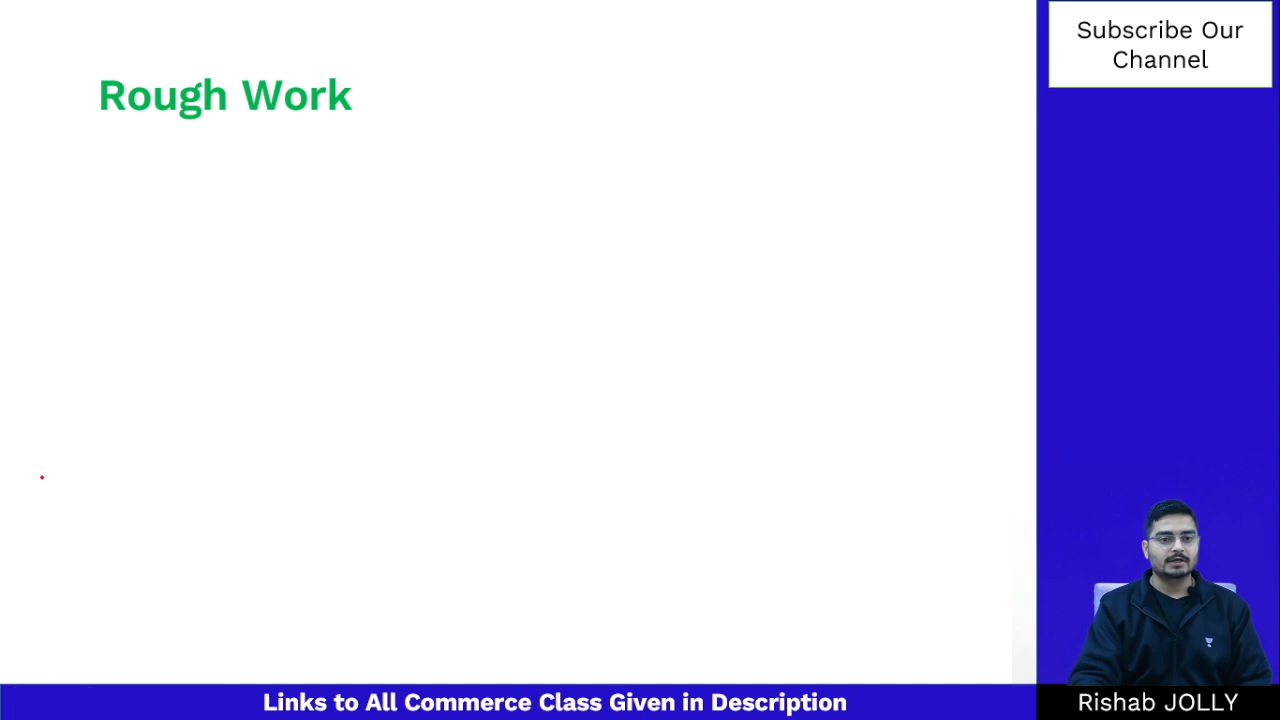 Subscribe Our
Channel
Rough Work
Links to All Commerce Class Given in Description
Rishab JOLLY